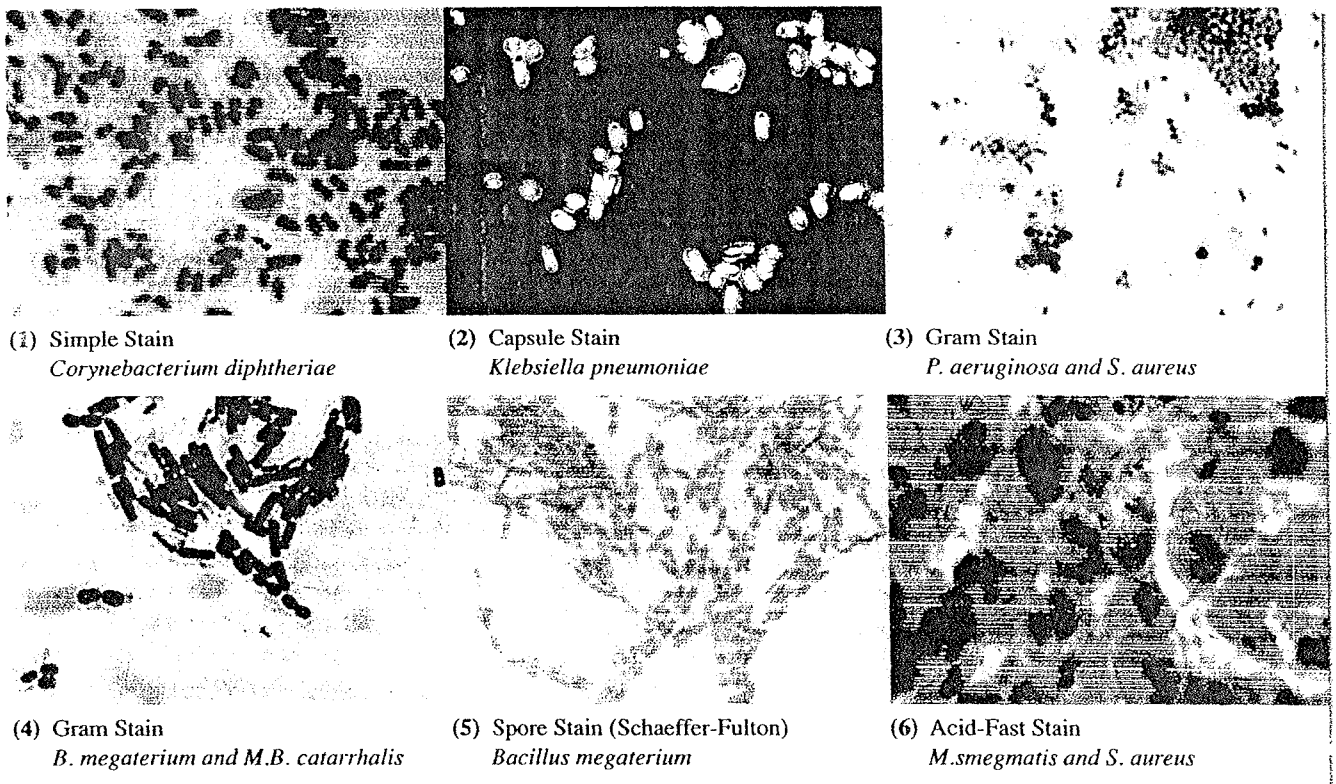 (1) Simple Stain
Corynebacterium diphtheriae
(2) Capsule Stain
Klebsiella pneumoniae
(3) Gram Stain
P. aeruginosa and S. aureus
(4) Gram Stain
B. megaterium and M.B. catarrhalis
(5) Spore Stain (Schaeffer-Fulton)
Bacillus megaterium
(6) Acid-Fast Stain
M.smegmatis and S. aureus